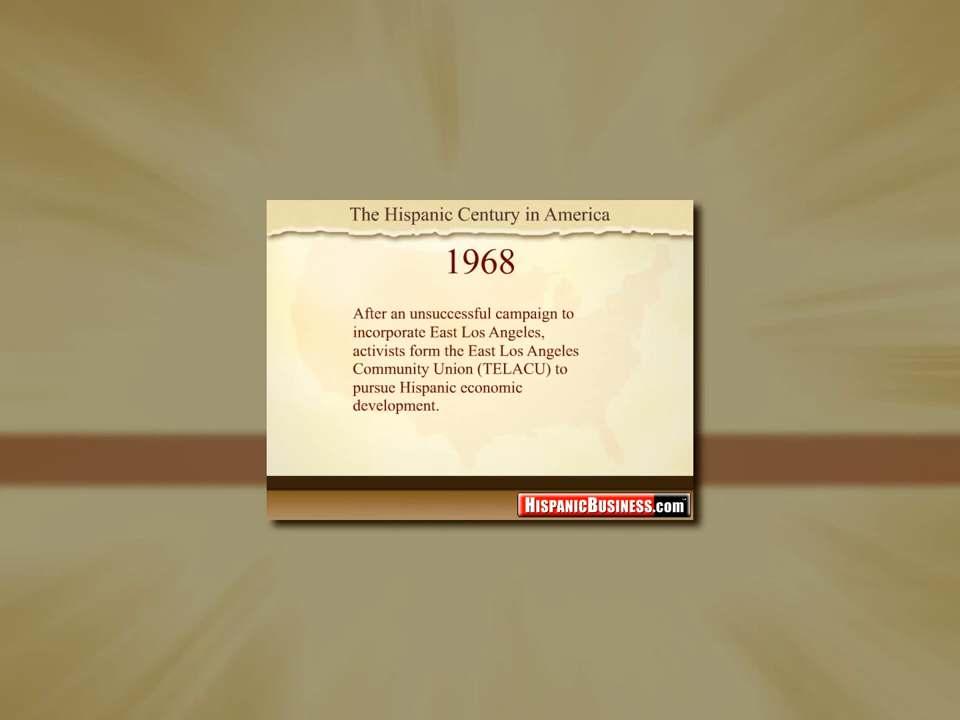 The Hispanic Century in America
1968
After an unsuccessful campaign to
incorporate East Los Angeles,
activists form the East Los Angeles
Community Union (TELACU) to
pursue Hispanic economic
development.
HISPANICBUSINESS.com™